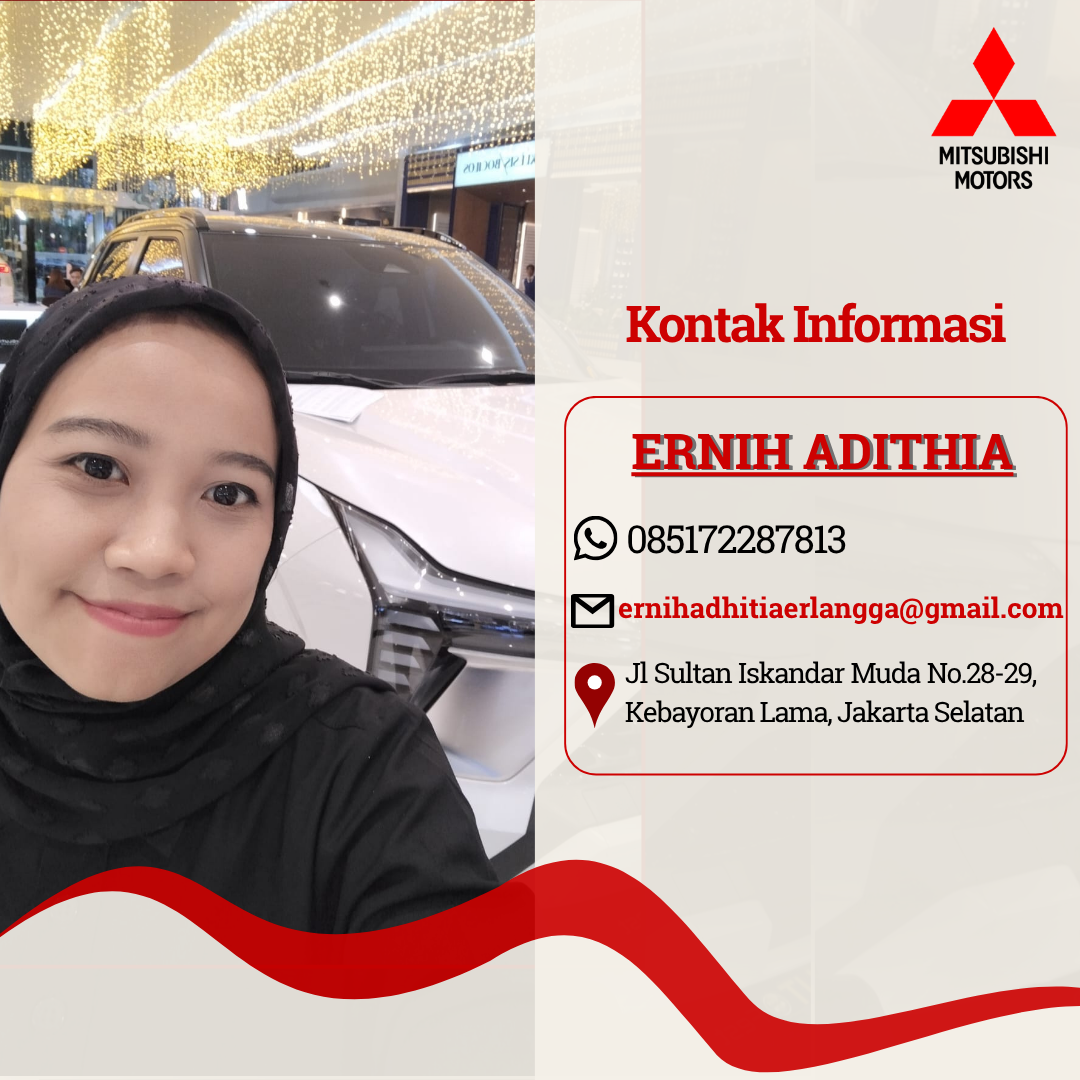 MITSUBISHI
MOTORS
Kontak Informasi
ERNIH ADITHIA
085172287813
ernihadhitiaerlangga@gmail.com
Jl Sultan Iskandar Muda No.28-29,
Kebayoran Lama, Jakarta Selatan